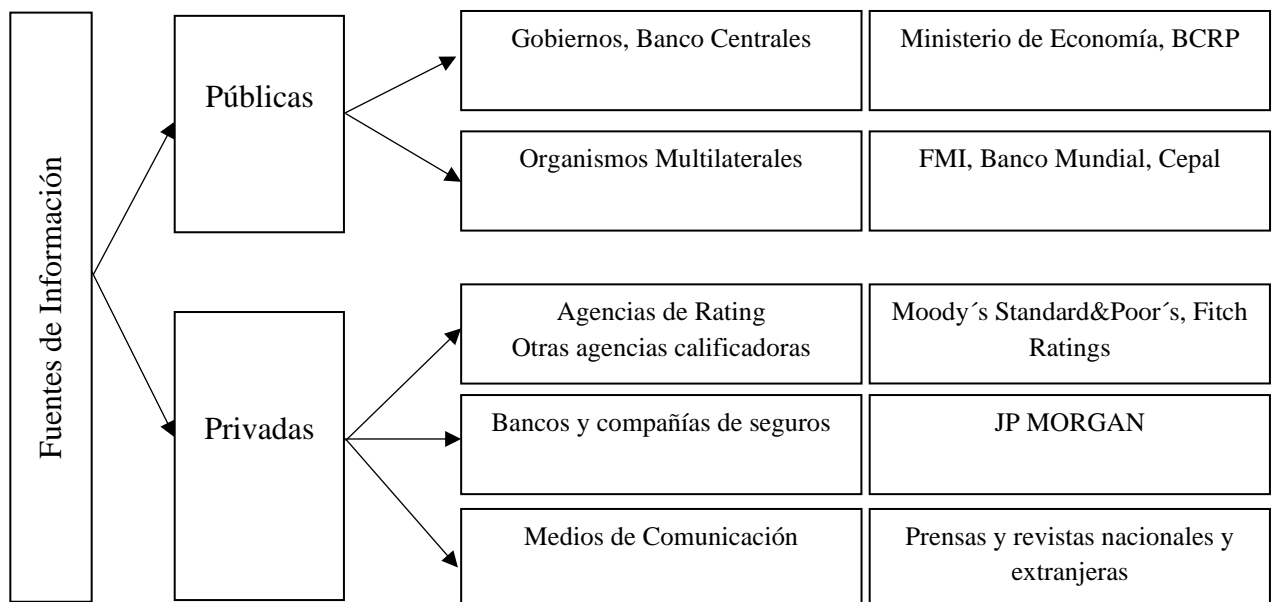 Fuentes de Información
Públicas
Gobiernos, Banco Centrales
Ministerio de Economía, BCRP
Organismos Multilaterales
FMI, Banco Mundial, Cepal
Privadas
Agencias de Rating
Otras agencias calificadoras
Moody´s Standard&Poor´s, Fitch
Ratings
Bancos y compañías de seguros
JP MORGAN
Medios de Comunicación
Prensas y revistas nacionales y
extranjeras